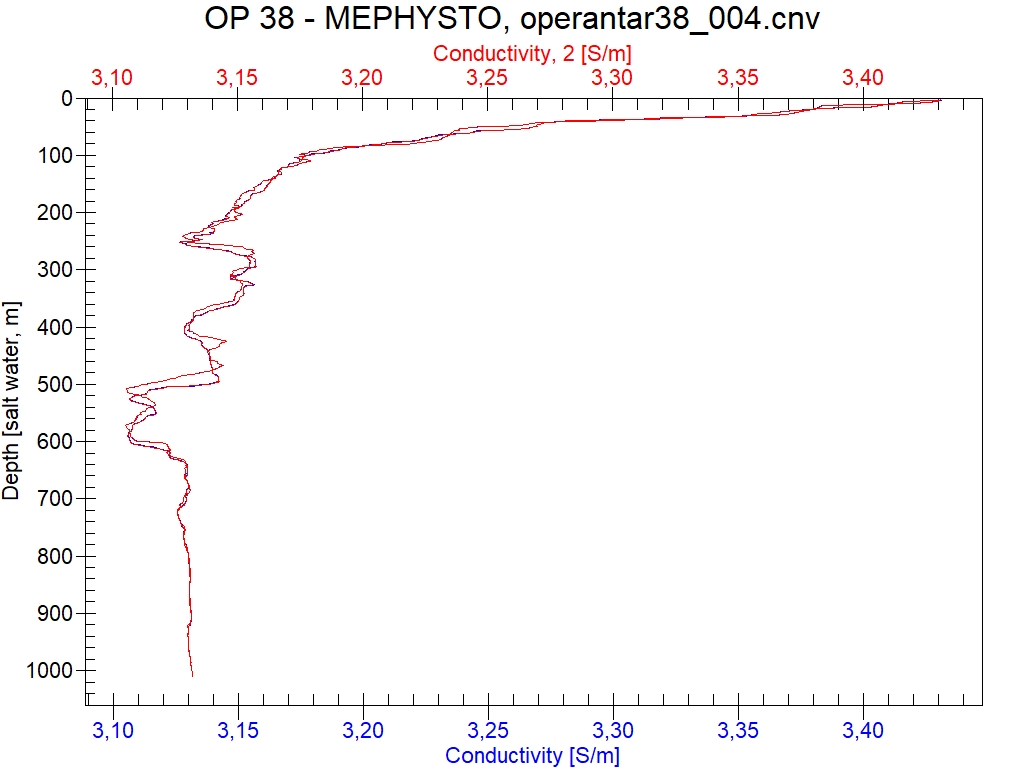 OP 38 - MEPHYSTO, operantar38_004.cnv
Conductivity, 2 [S/m]
3,10 3,15 3,20 3,25 3,30 3,35 3,40
0
100
200
300
400
500
600
700
800
900
1000
Depth [salt water, m]
3,10 3,15 3,20 3,25 3,30 3,35 3,40
Conductivity [S/m]